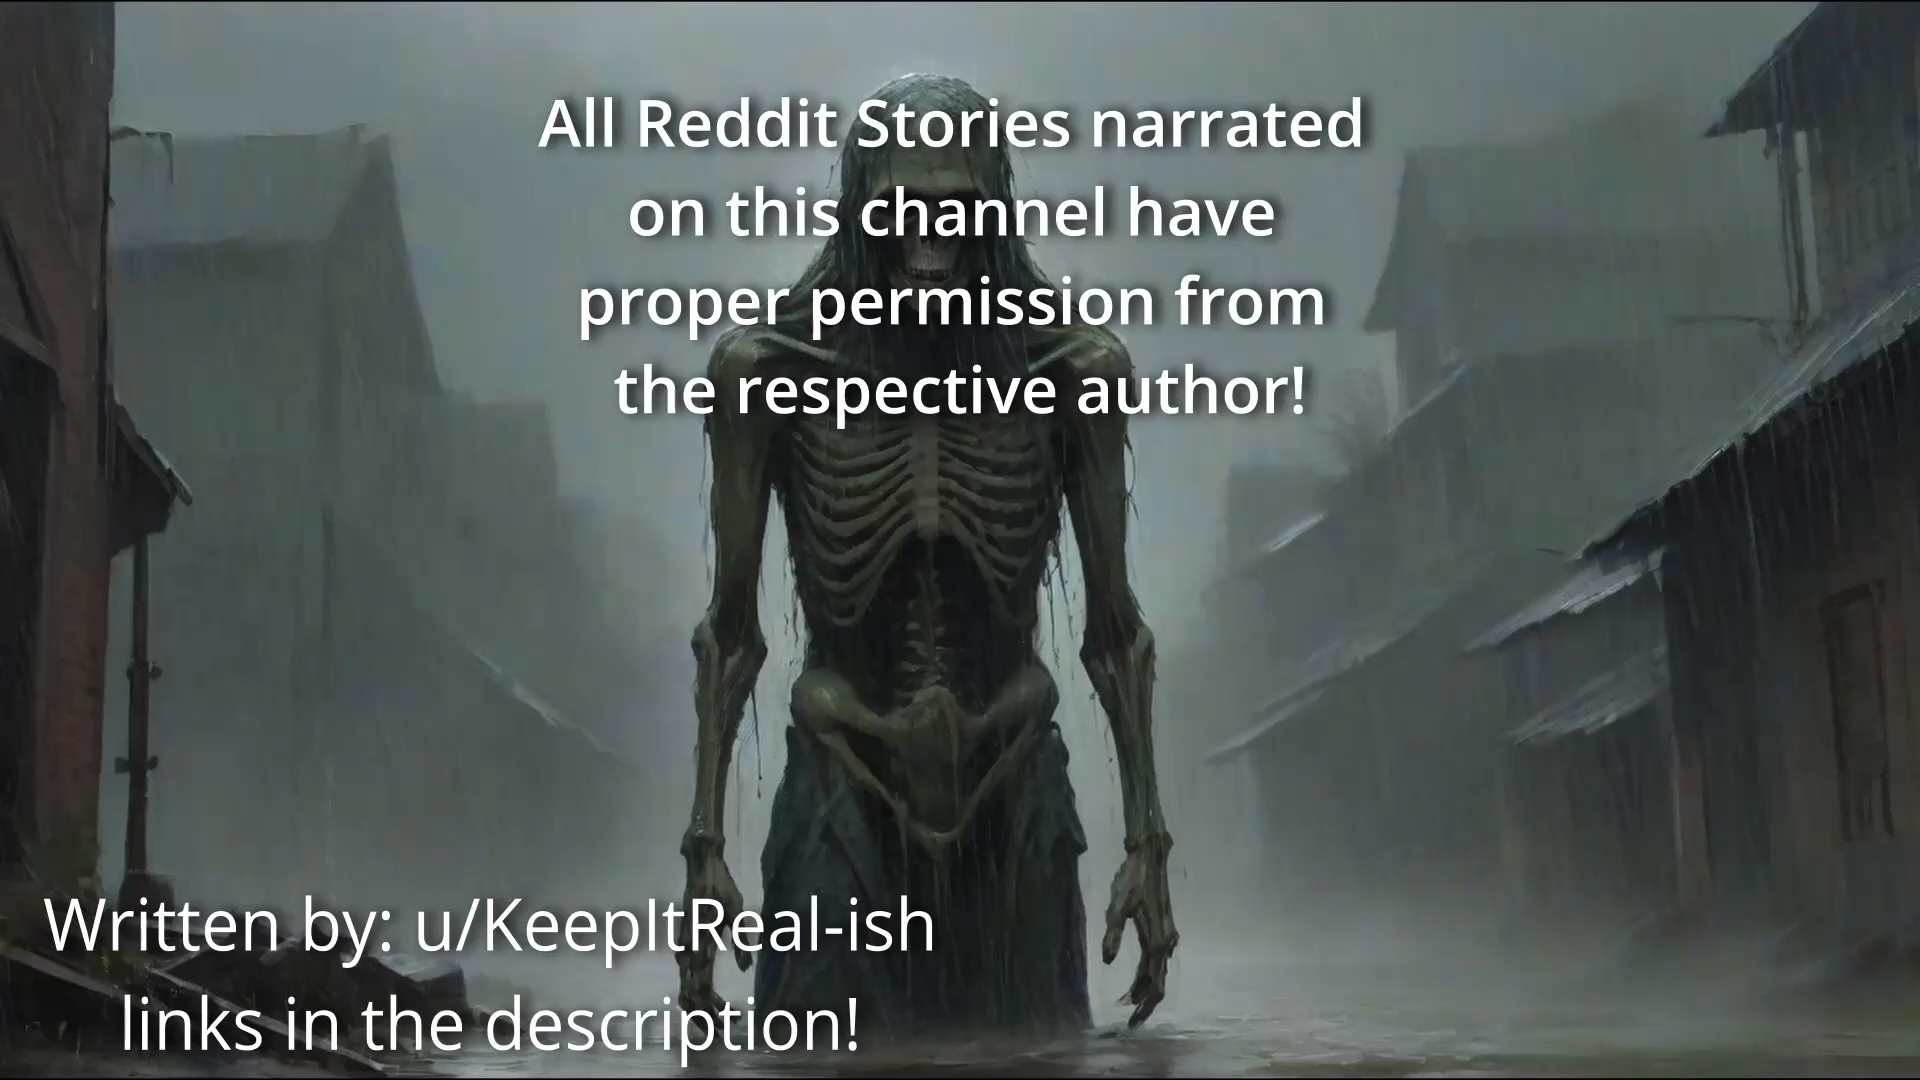 All Reddit Stories narrated
on this channel have
proper permission from
the respective author!
Written by: u/KeepItReal-ish
links in the description!